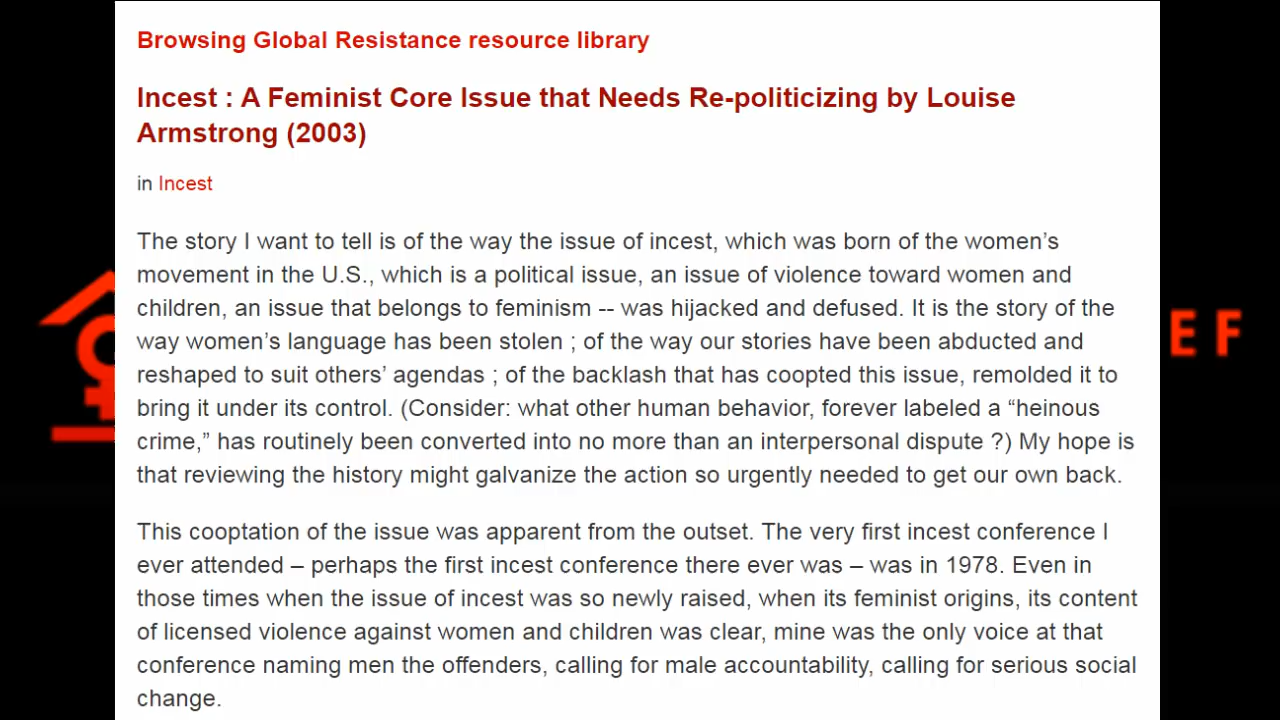 Browsing Global Resistance resource library
Incest : A Feminist Core Issue that Needs Re-politicizing by Louise
Armstrong (2003)
in Incest
The story I want to tell is of the way the issue of incest, which was born of the women’s
movement in the U.S., which is a political issue, an issue of violence toward women and
children, an issue that belongs to feminism -- was hijacked and defused. It is the story of the
way women’s language has been stolen ; of the way our stories have been abducted and
reshaped to suit others’ agendas ; of the backlash that has coopted this issue, remolded it to
bring it under its control. (Consider: what other human behavior, forever labeled a “heinous
crime,” has routinely been converted into no more than an interpersonal dispute ?) My hope is
that reviewing the history might galvanize the action so urgently needed to get our own back.
This cooptation of the issue was apparent from the outset. The very first incest conference I
ever attended – perhaps the first incest conference there ever was – was in 1978. Even in
those times when the issue of incest was so newly raised, when its feminist origins, its content
of licensed violence against women and children was clear, mine was the only voice at that
conference naming men the offenders, calling for male accountability, calling for serious social
change.
EF